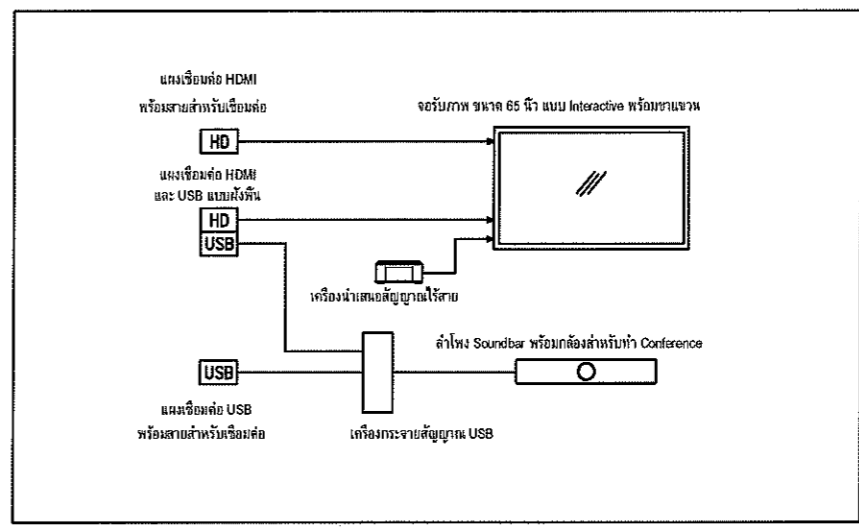 แผงเชื่อมต่อ HDMI
พร้อมสายสำหรับเชื่อมต่อ
HD
จอรับภาพ ขนาด 65 นิ้ว แบบ Interactive พร้อมขาแขวน
แผงเชื่อมต่อ HDMI
และ USB แบบฝังพื้น
HD
USB
เครื่องนำเสนอสัญญาณไร้สาย
ลำโพง Soundbar พร้อมกล้องสำหรับทำ Conference
USB
แผงเชื่อมต่อ USB
พร้อมสายสำหรับเชื่อมต่อ
เครื่องกระจายสัญญาณ USB